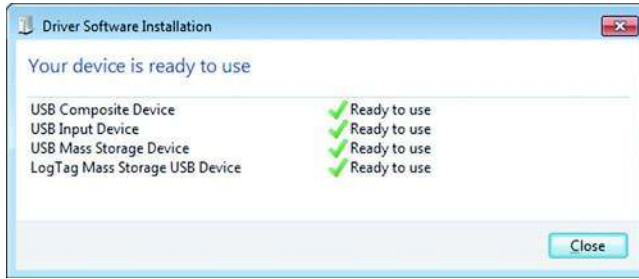 Driver Software Installation
Your device is ready to use
USB Composite Device Ready to use
USB Input Device Ready to use
USB Mass Storage Device Ready to use
LogTag Mass Storage USB Device Ready to use
Close